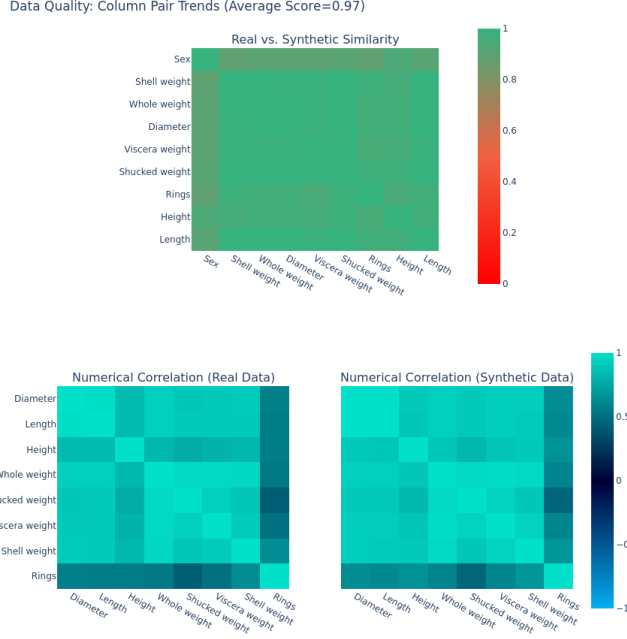 Data Quality: Column Pair Trends (Average Score=0.97)
Real vs. Synthetic Similarity
Sex
Shell weight
Whole weight
Diameter
Viscera weight
Shucked weight
Rings
Height
Length
Sex
Shell weight
Whole weight
Diameter
Viscera weight
Shucked weight
Rings
Height
Length
1
0.8
0.6
0.4
0.2
0
Numerical Correlation (Real Data)
Diameter
Length
Height
Whole weight
ucked weight
scera weight
Shell weight
Rings
Diameter
Length
Height
Whole weight
Shucked weight
Viscera weight
Shell weight
Rings
Numerical Correlation (Synthetic Data)
Diameter
Length
Height
Whole weight
Shucked weight
Viscera weight
Shell weight
Rings
1
0.5
0
−0
−1